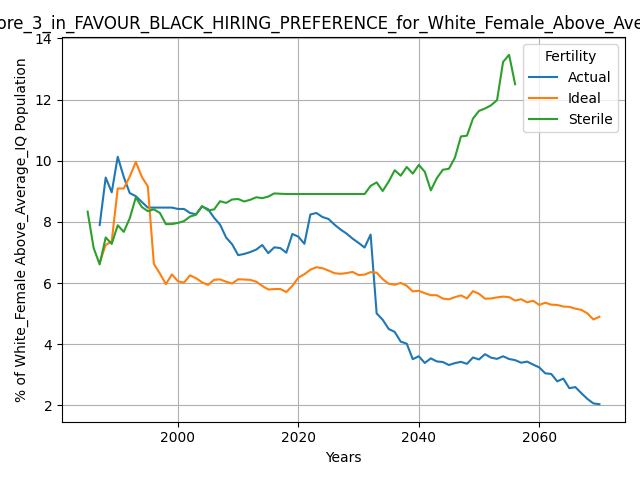 ore_3_in_FAVOUR_BLACK_HIRING_PREFERENCE_for_White_Female_Above_Ave
% of White_Female Above_Average_IQ Population
14
12
10
8
6
4
2
2000 2020 2040 2060
Years
Fertility
Actual
Ideal
Sterile